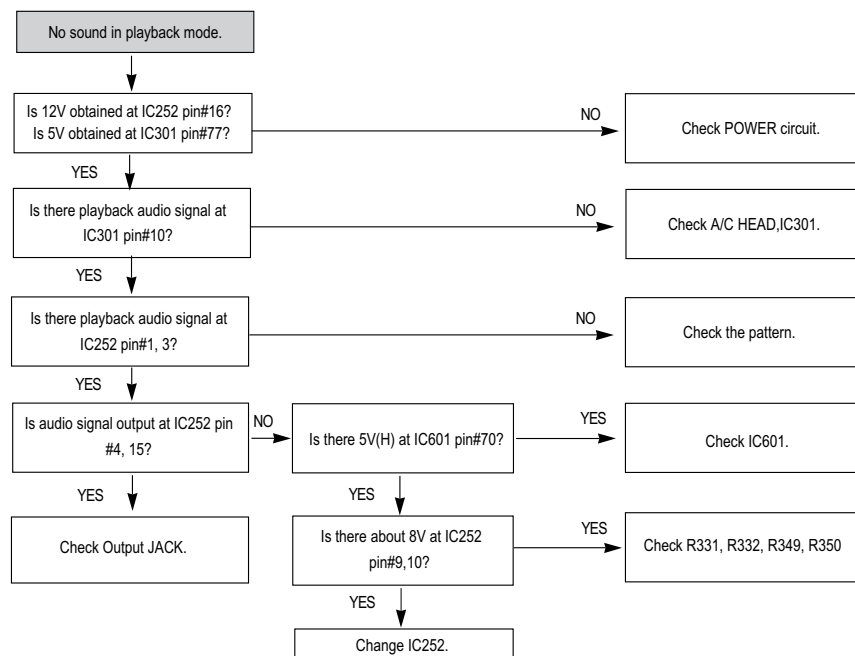 No sound in playback mode.
Is 12V obtained at IC252 pin#16?
Is 5V obtained at IC301 pin#77?
NO
Check POWER circuit.
YES
Is there playback audio signal at
IC301 pin#10?
NO
Check A/C HEAD,IC301.
YES
Is there playback audio signal at
IC252 pin#1, 3?
NO
Check the pattern.
YES
Is audio signal output at IC252 pin
#4, 15?
NO
Is there 5V(H) at IC601 pin#70?
YES
Check IC601.
YES
Check Output JACK.
YES
Is there about 8V at IC252
pin#9,10?
YES
Check R331, R332, R349, R350
YES
Change IC252.